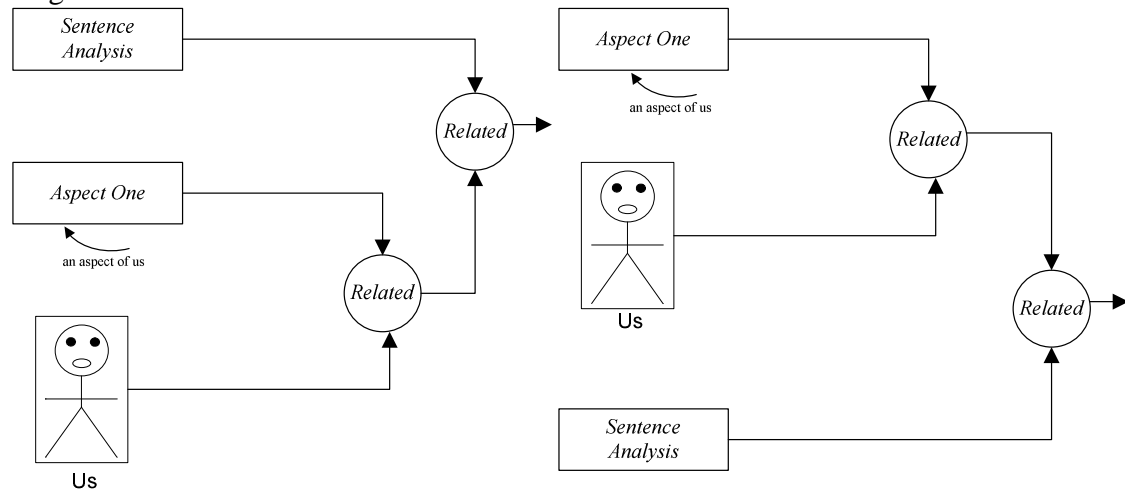 Sentence
Analysis
Related
Aspect One
an aspect of us
Related
Us
Aspect One
an aspect of us
Related
Us
Related
Sentence
Analysis